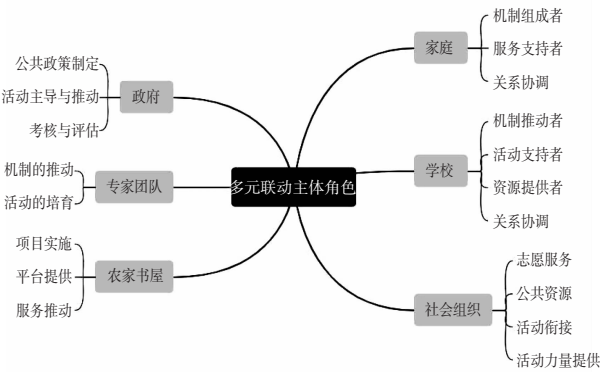 多元联动主体角色
政府
公共政策制定
活动主导与推动
考核与评估
专家团队
机制的推动
活动的培育
农家书屋
项目实施
平台提供
服务推动
家庭
机制组成者
服务支持者
关系协调
学校
机制推动者
活动支持者
资源提供者
关系协调
社会组织
志愿服务
公共资源
活动衔接
活动力量提供